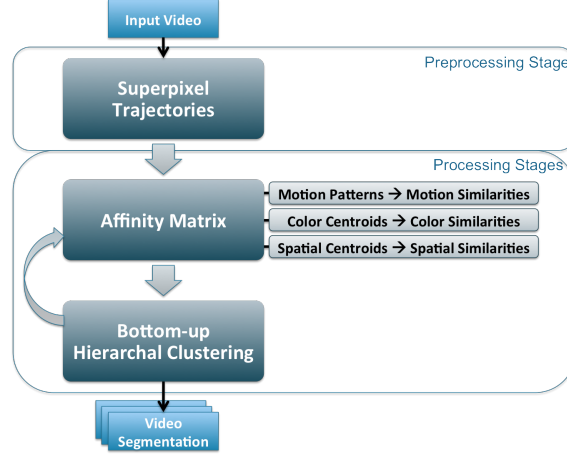 Input Video
Preprocessing Stage
Superpixel
Trajectories
Processing Stages
Affinity Matrix
Motion Patterns → Motion Similarities
Color Centroids → Color Similarities
Spatial Centroids → Spatial Similarities
Bottom-up
Hierarchal Clustering
Video
Segmentation